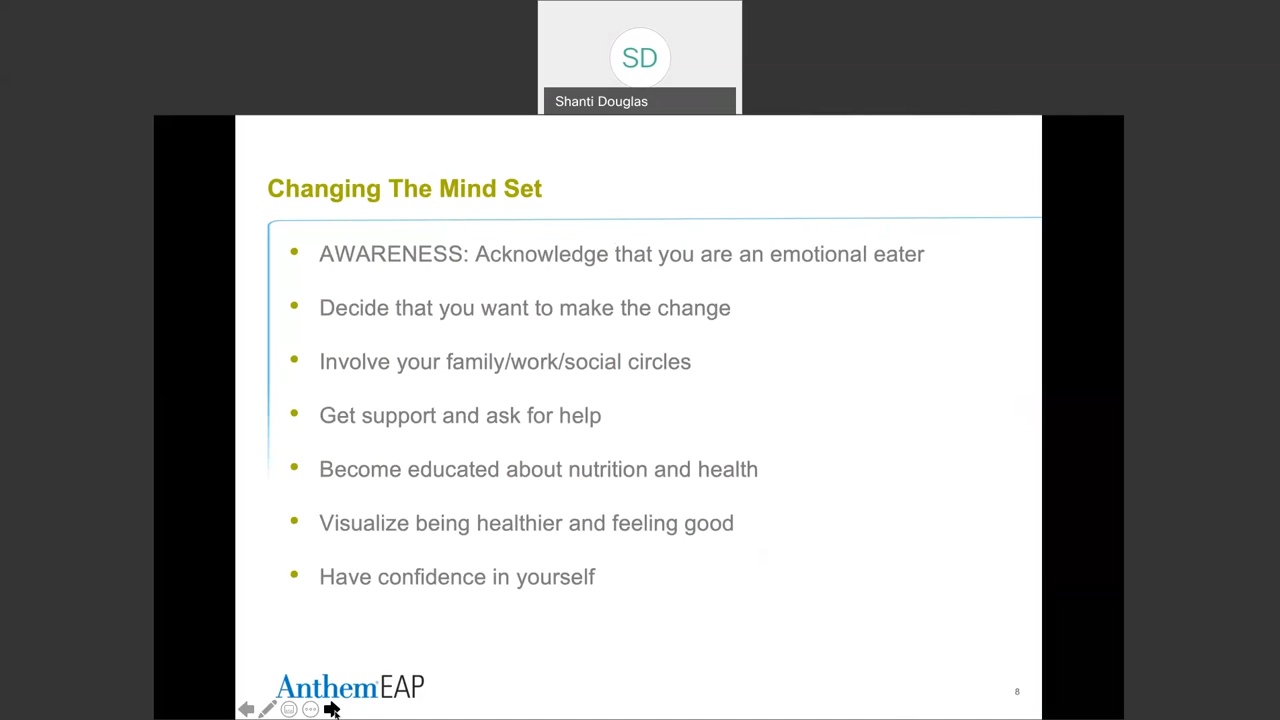 SD
Shanti Douglas
Changing The Mind Set
• AWARENESS: Acknowledge that you are an emotional eater
• Decide that you want to make the change
• Involve your family/work/social circles
• Get support and ask for help
• Become educated about nutrition and health
• Visualize being healthier and feeling good
• Have confidence in yourself
Anthem EAP
8